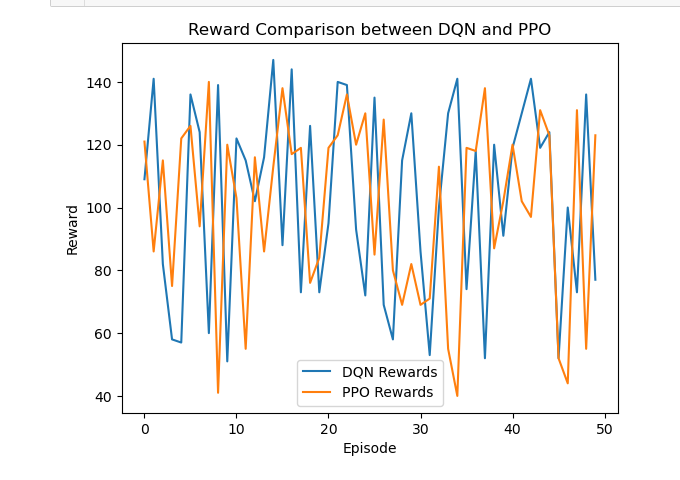 Reward Comparison between DQN and PPO
140
120
100
80
60
40
Reward
DQN Rewards
PPO Rewards
0 10 20 30 40 50
Episode